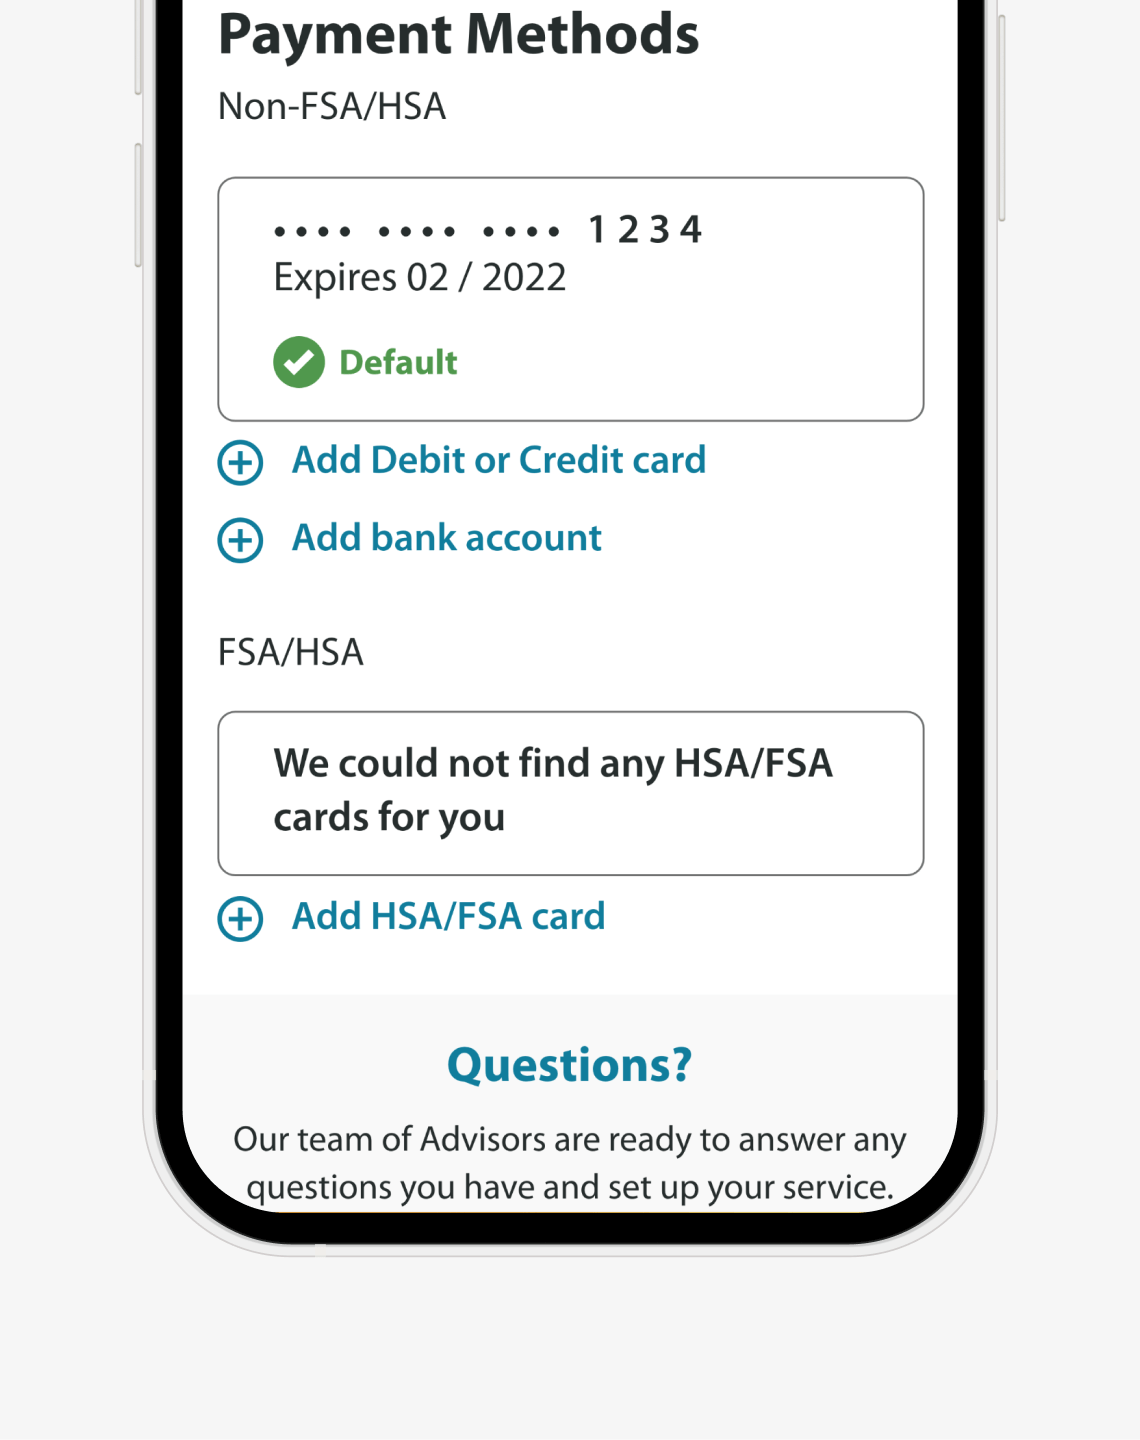 Payment Methods
Non-FSA/HSA
•••• •••• •••• 1234
Expires 02 / 2022
Default
Add Debit or Credit card
Add bank account
FSA/HSA
We could not find any HSA/FSA
cards for you
Add HSA/FSA card
Questions?
Our team of Advisors are ready to answer any
questions you have and set up your service.